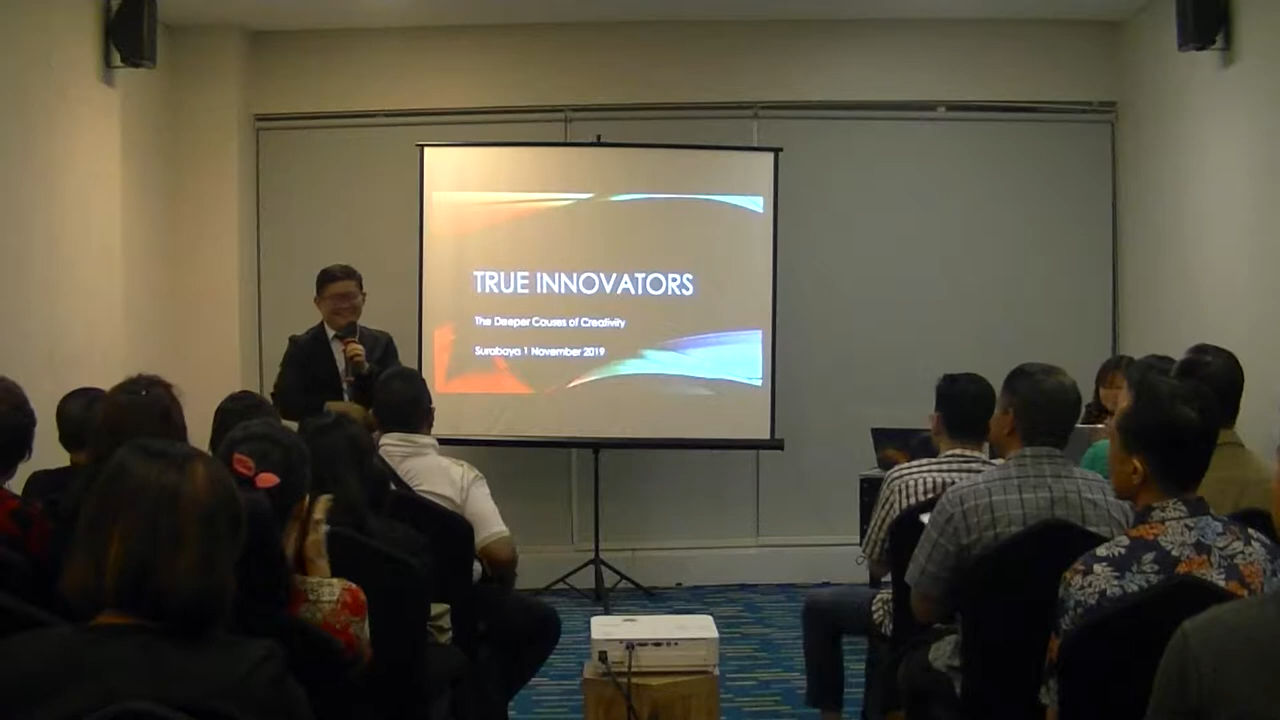 TRUE INNOVATORS
The Deeper Causes of Creativity
Surabaya 1 November 2019